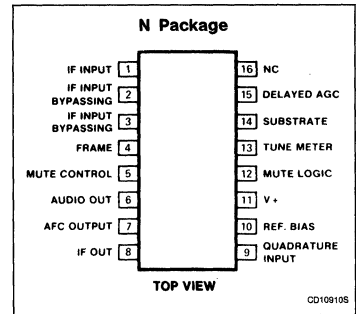 N Package
IF INPUT 1
IF INPUT
BYPASSING 2
IF INPUT
BYPASSING 3
FRAME 4
MUTE CONTROL 5
AUDIO OUT 6
AFC OUTPUT 7
IF OUT 8
16 NC
15 DELAYED AGC
14 SUBSTRATE
13 TUNE METER
12 MUTE LOGIC
11 V +
10 REF. BIAS
9 QUADRATURE
INPUT
TOP VIEW
CD10910S